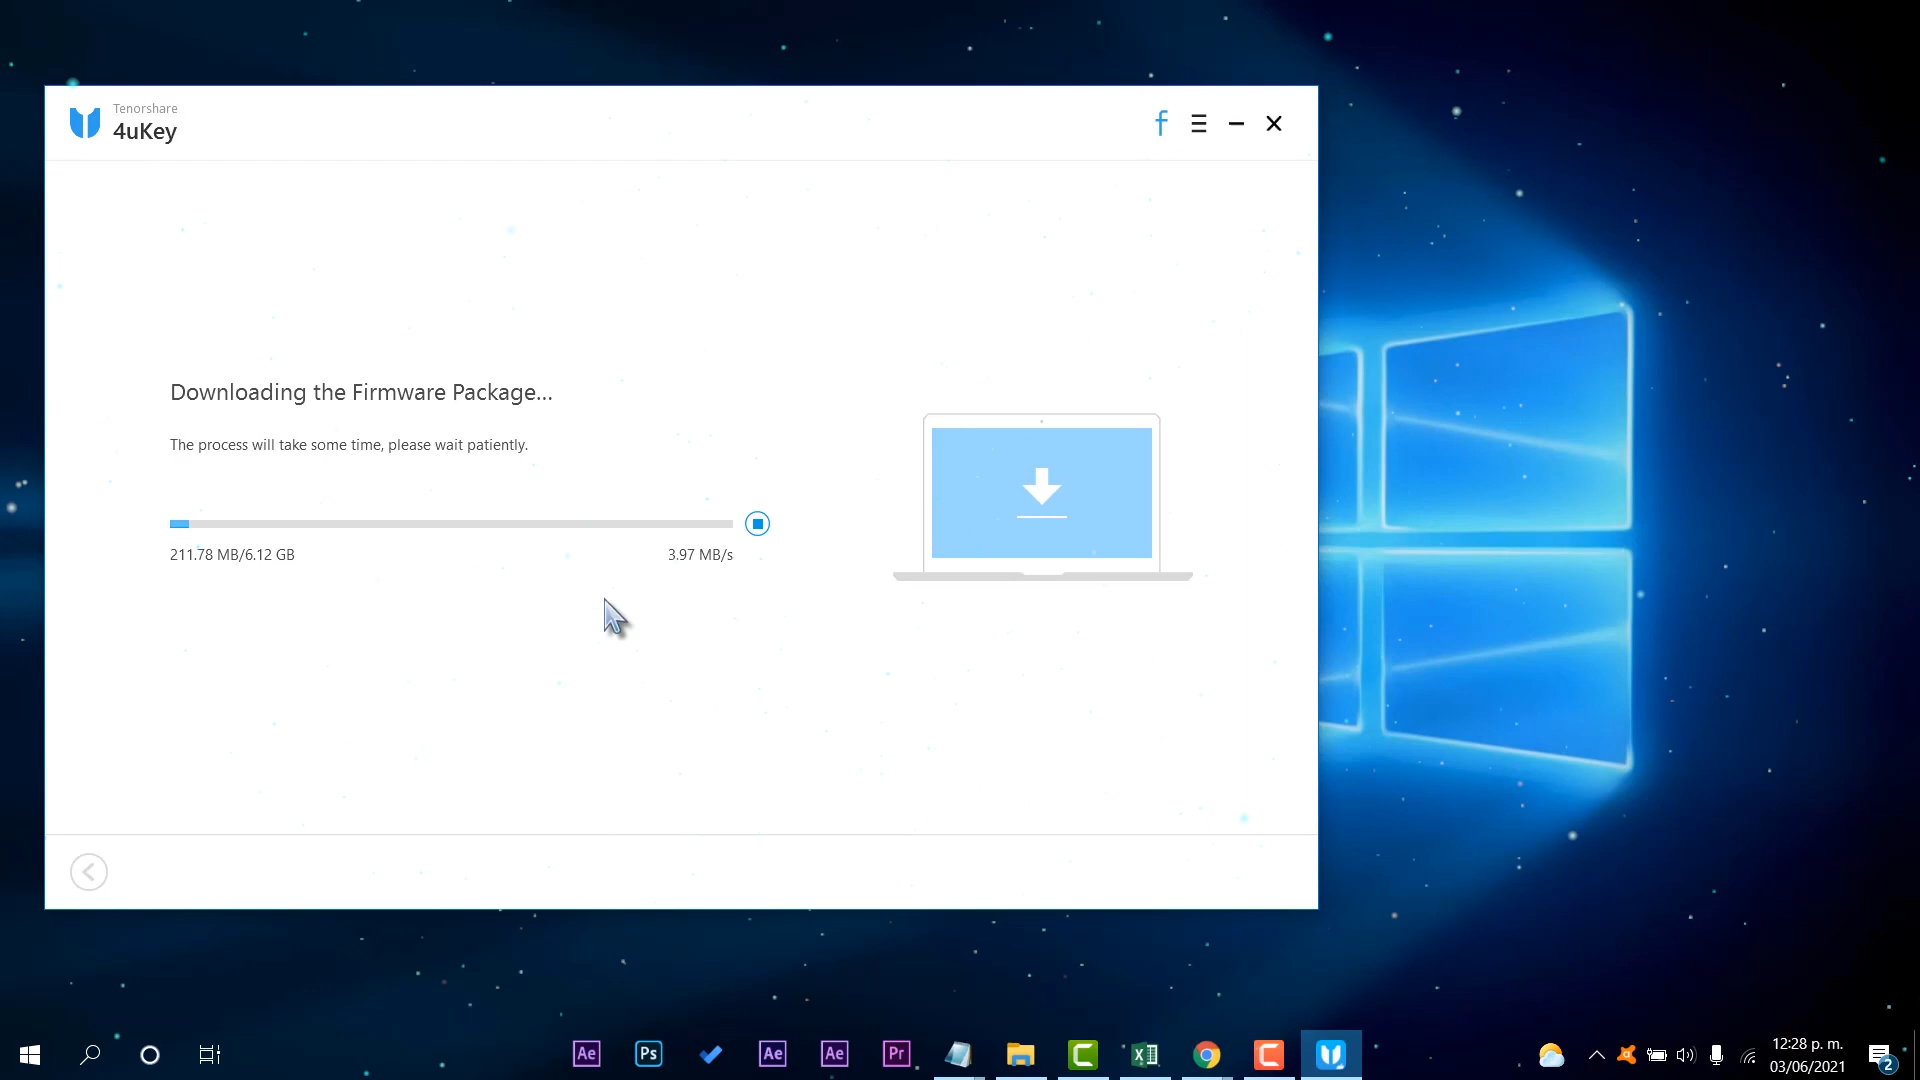 Tenorshare
4uKey
f
Downloading the Firmware Package...
The process will take some time, please wait patiently.
211.78 MB/6.12 GB
3.97 MB/s
Ae
Ps
Ae
Ae
Pr
12:28 p. m.
03/06/2021
2